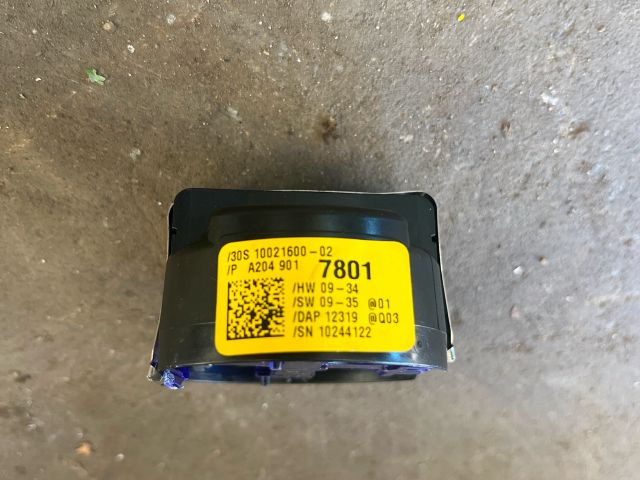 /30S 10021600-02
/P A204 901 7801
/HW 09-34
/SW 09-35 @01
/DAP 12319 @Q03
/SN 10244122